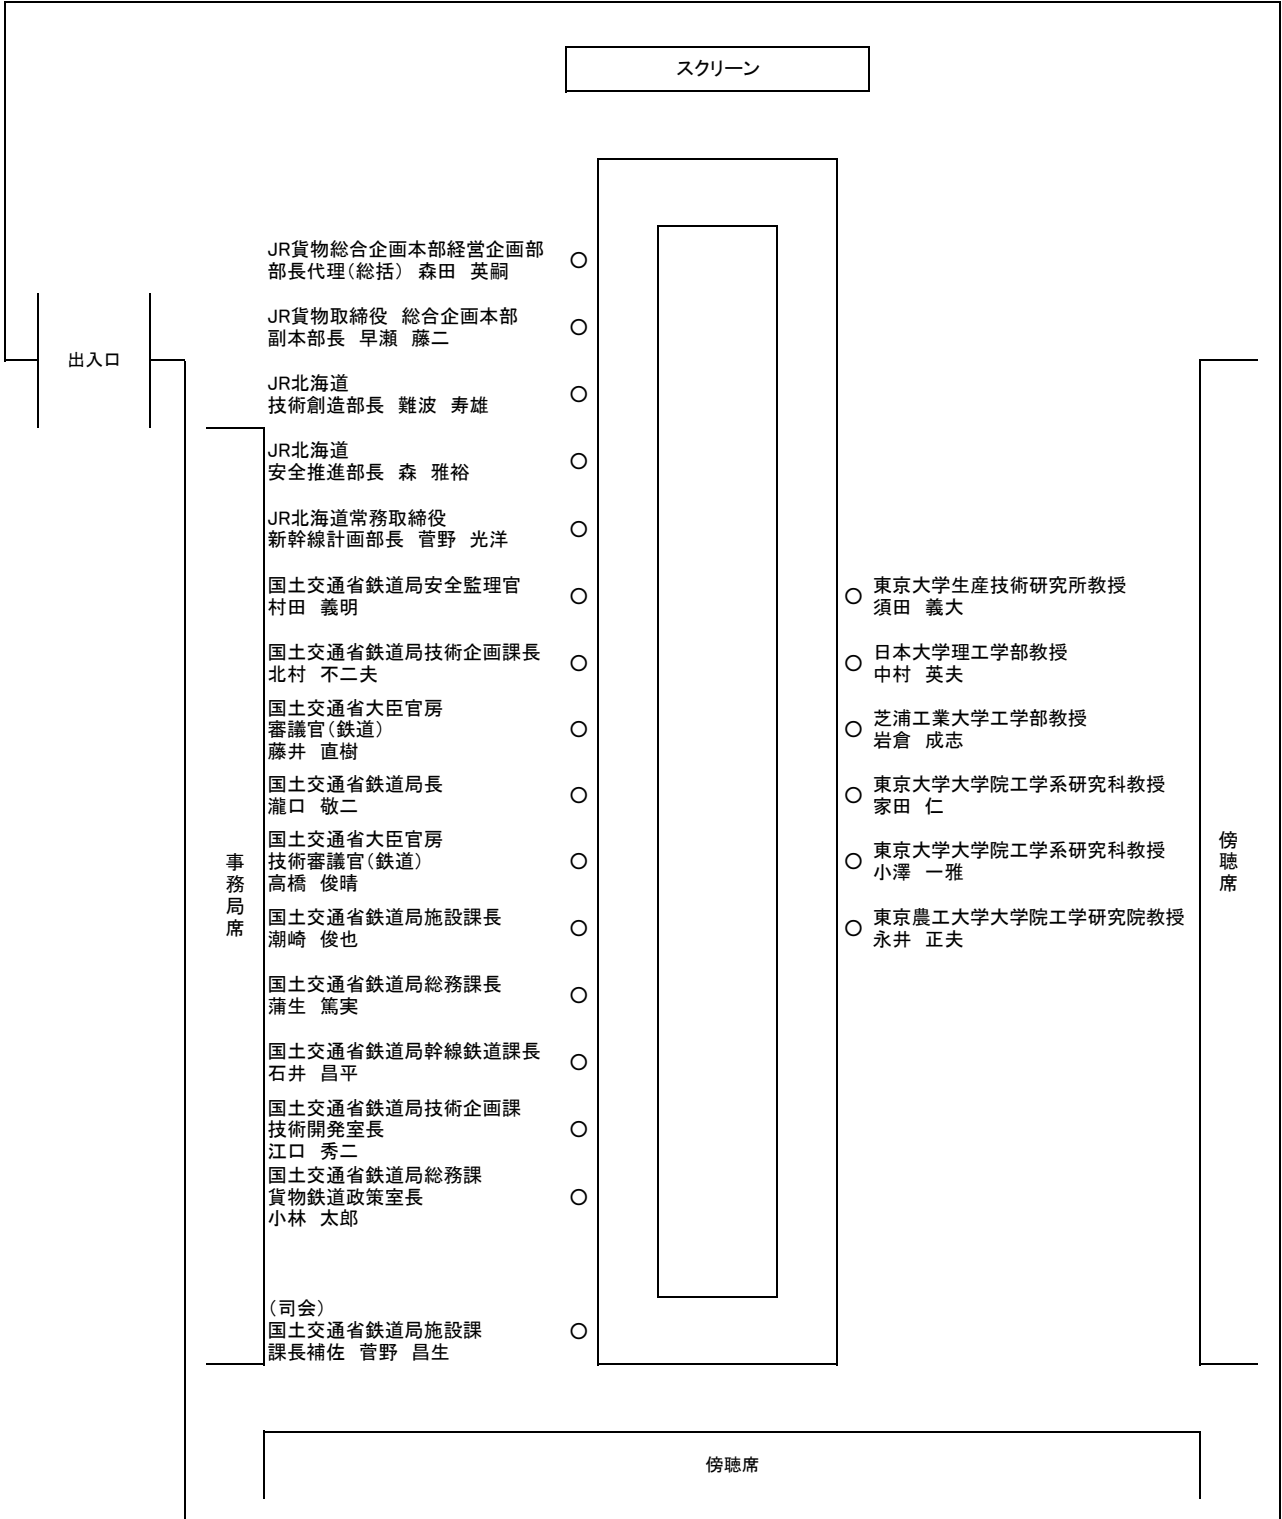 スクリーン
JR貨物総合企画本部経営企画部
部長代理(総括)　森田　英嗣
JR貨物取締役　総合企画本部
副本部長　早瀬　藤二
出入口
JR北海道
技術創造部長　難波　寿雄
JR北海道
安全推進部長　森　雅裕
JR北海道常務取締役
新幹線計画部長　菅野　光洋
国土交通省鉄道局安全監理官
村田　義明
国土交通省鉄道局技術企画課長
北村　不二夫
国土交通省大臣官房
審議官(鉄道)
藤井　直樹
国土交通省鉄道局長
瀧口　敬二
国土交通省大臣官房
技術審議官(鉄道)
高橋　俊晴
国土交通省鉄道局施設課長
潮崎　俊也
国土交通省鉄道局総務課長
蒲生　篤実
国土交通省鉄道局幹線鉄道課長
石井　昌平
国土交通省鉄道局技術企画課
技術開発室長
江口　秀二
国土交通省鉄道局総務課
貨物鉄道政策室長
小林　太郎
(司会)
国土交通省鉄道局施設課
課長補佐　菅野　昌生
事務局席
東京大学生産技術研究所教授
須田　義大
日本大学理工学部教授
中村　英夫
芝浦工業大学工学部教授
岩倉　成志
東京大学大学院工学系研究科教授
家田　仁
東京大学大学院工学系研究科教授
小澤　一雅
東京農工大学大学院工学研究院教授
永井　正夫
傍聴席
傍聴席